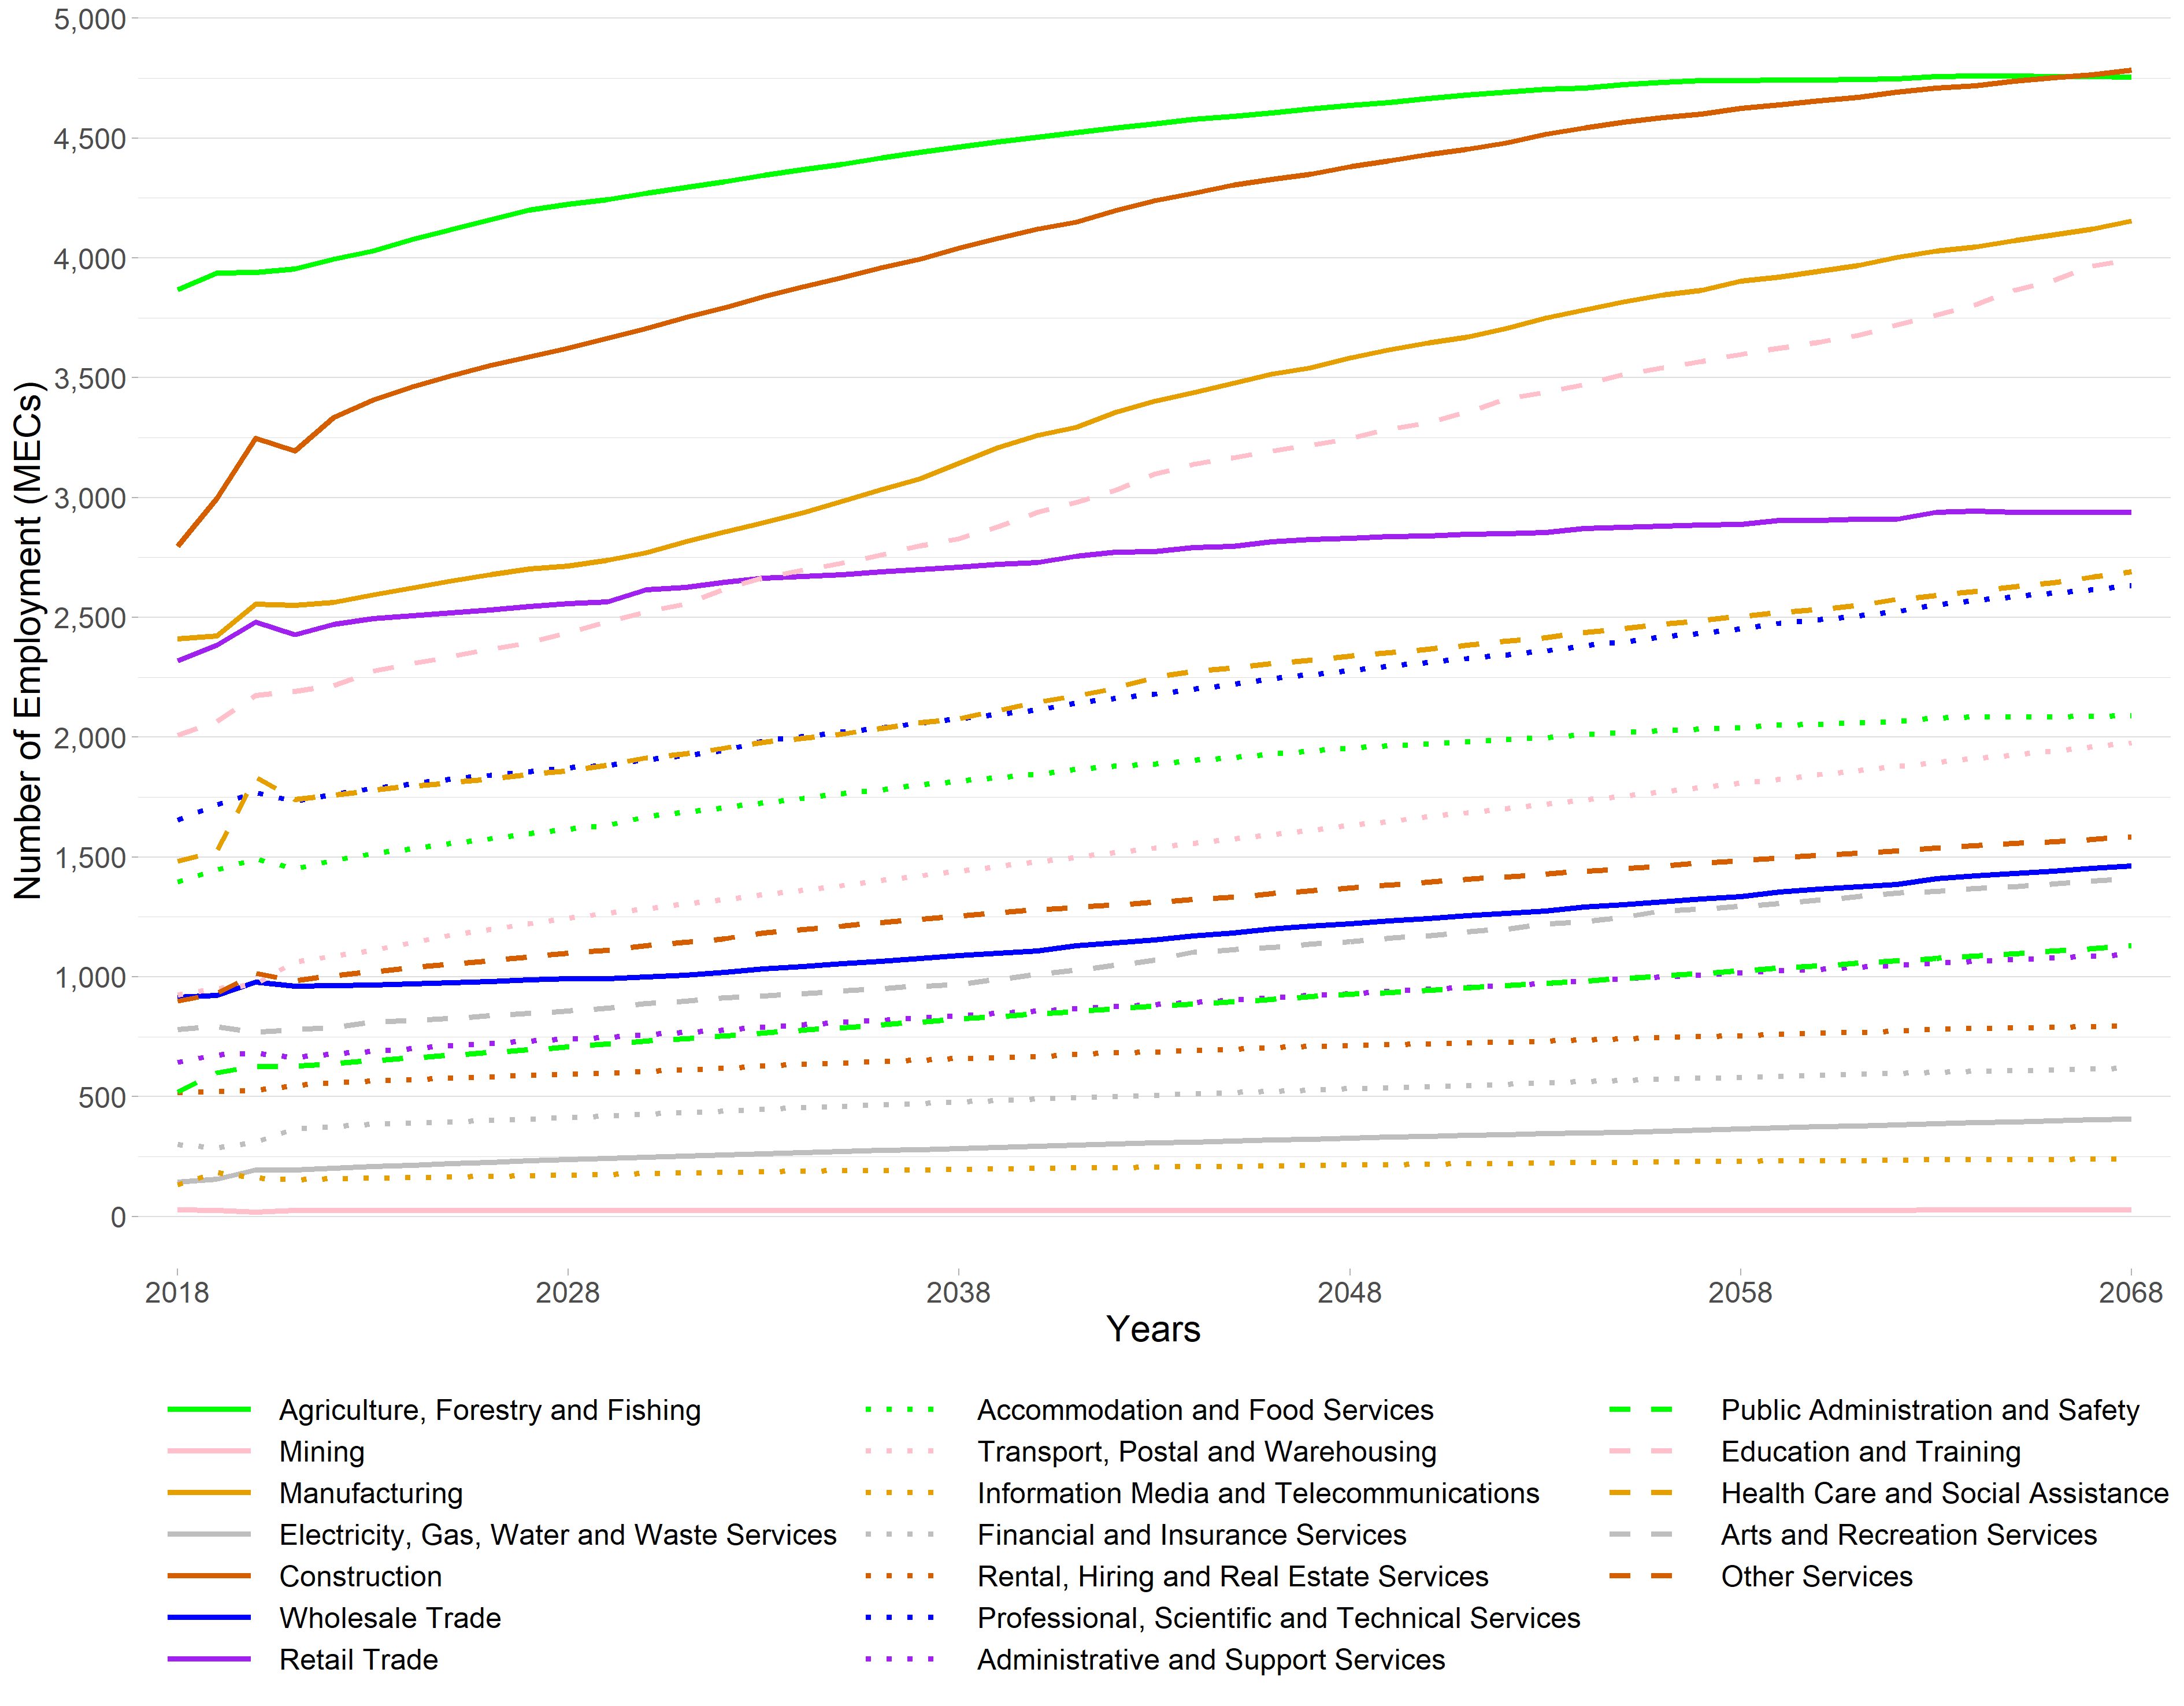 5,000
4,500
4,000
3,500
3,000
2,500
2,000
1,500
1,000
500
0
Number of Employment (MECs)
2018 2028 2038 2048 2058 2068
Years
Agriculture, Forestry and Fishing
Mining
Manufacturing
Electricity, Gas, Water and Waste Services
Construction
Wholesale Trade
Retail Trade
Accommodation and Food Services
Transport, Postal and Warehousing
Information Media and Telecommunications
Financial and Insurance Services
Rental, Hiring and Real Estate Services
Professional, Scientific and Technical Services
Administrative and Support Services
Public Administration and Safety
Education and Training
Health Care and Social Assistance
Arts and Recreation Services
Other Services